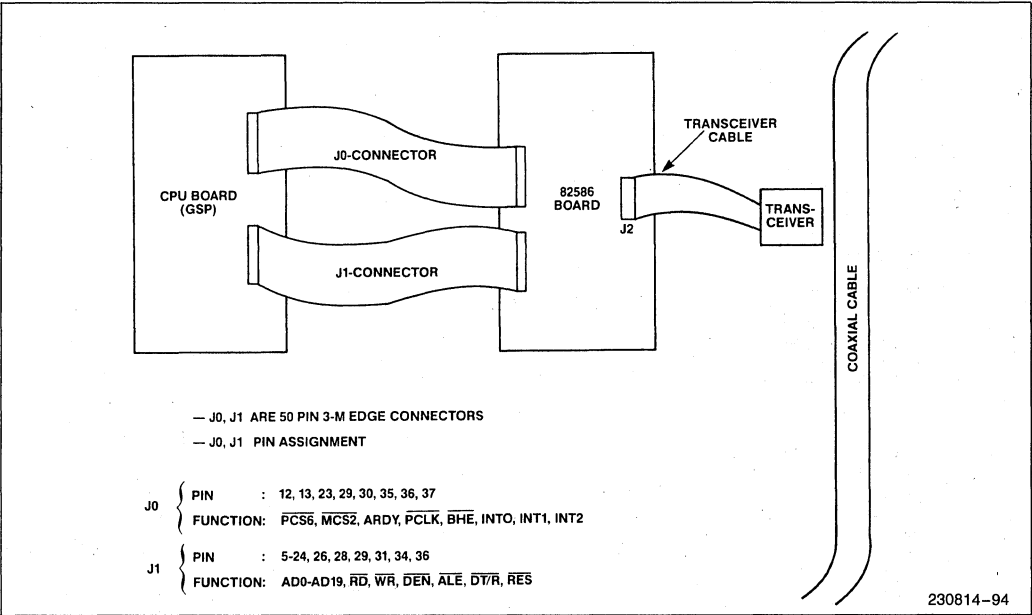 TRANSCEIVER
CABLE
J0-CONNECTOR
CPU BOARD
(GSP)
82586
BOARD
TRANS-
CEIVER
J2
J1-CONNECTOR
COAXIAL CABLE
— J0, J1 ARE 50 PIN 3-M EDGE CONNECTORS
— J0, J1 PIN ASSIGNMENT
J0
PIN : 12, 13, 23, 29, 30, 35, 36, 37
FUNCTION: PCS6, MCS2, ARDY, PCLK, BHE, INTO, INT1, INT2
J1
PIN : 5-24, 26, 28, 29, 31, 34, 36
FUNCTION: AD0-AD19, RD, WR, DEN, ALE, DT/R, RES
230814–94